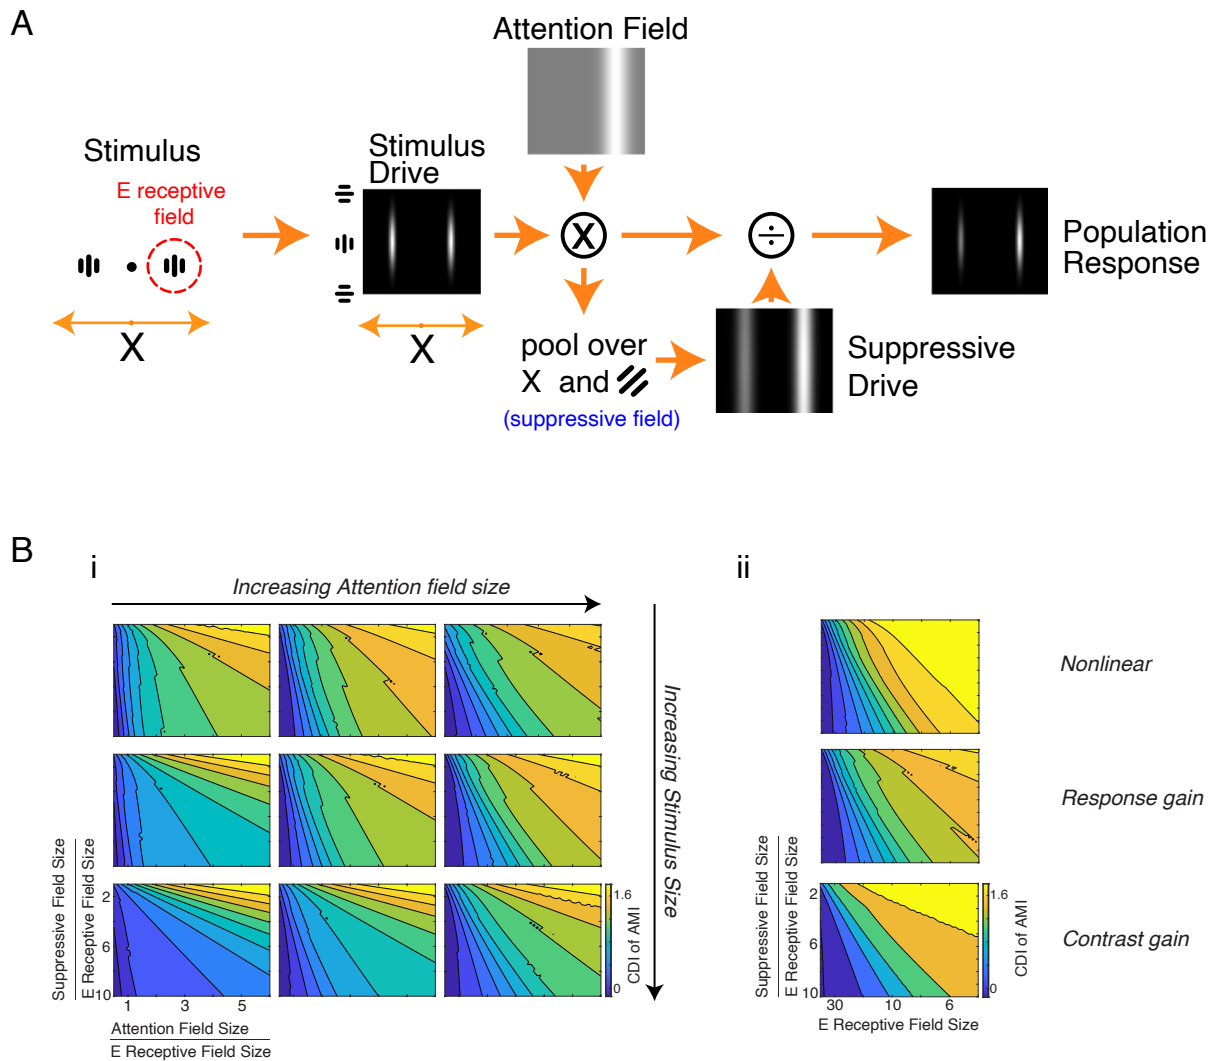 A
Attention Field
Stimulus
E receptive
field
Stimulus
Drive
X
÷
Population
Response
X
X
pool over
X and
(suppressive field)
Suppressive
Drive
B
i
ii
Increasing Attention field size
Increasing Stimulus Size
Nonlinear
Response gain
Contrast gain
Suppressive Field Size
E Receptive Field Size
2
6
10
1
3
5
Attention Field Size
E Receptive Field Size
1.6
0
CDI of AMI
Suppressive Field Size
E Receptive Field Size
2
6
10
30
10
6
E Receptive Field Size
1.6
0
CDI of AMI